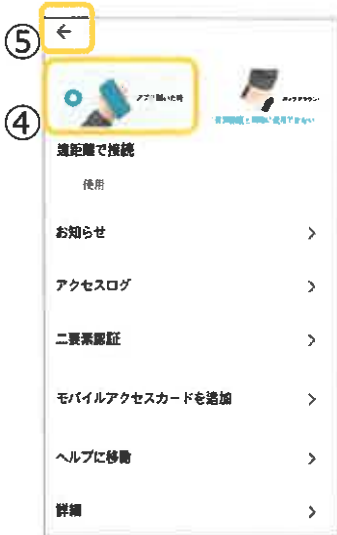 ⑤
←
④
アプリ開いた時
遠距離で接続
使用
お知らせ
アクセスログ
二要素認証
モバイルアクセスカードを追加
ヘルプに移動
詳細